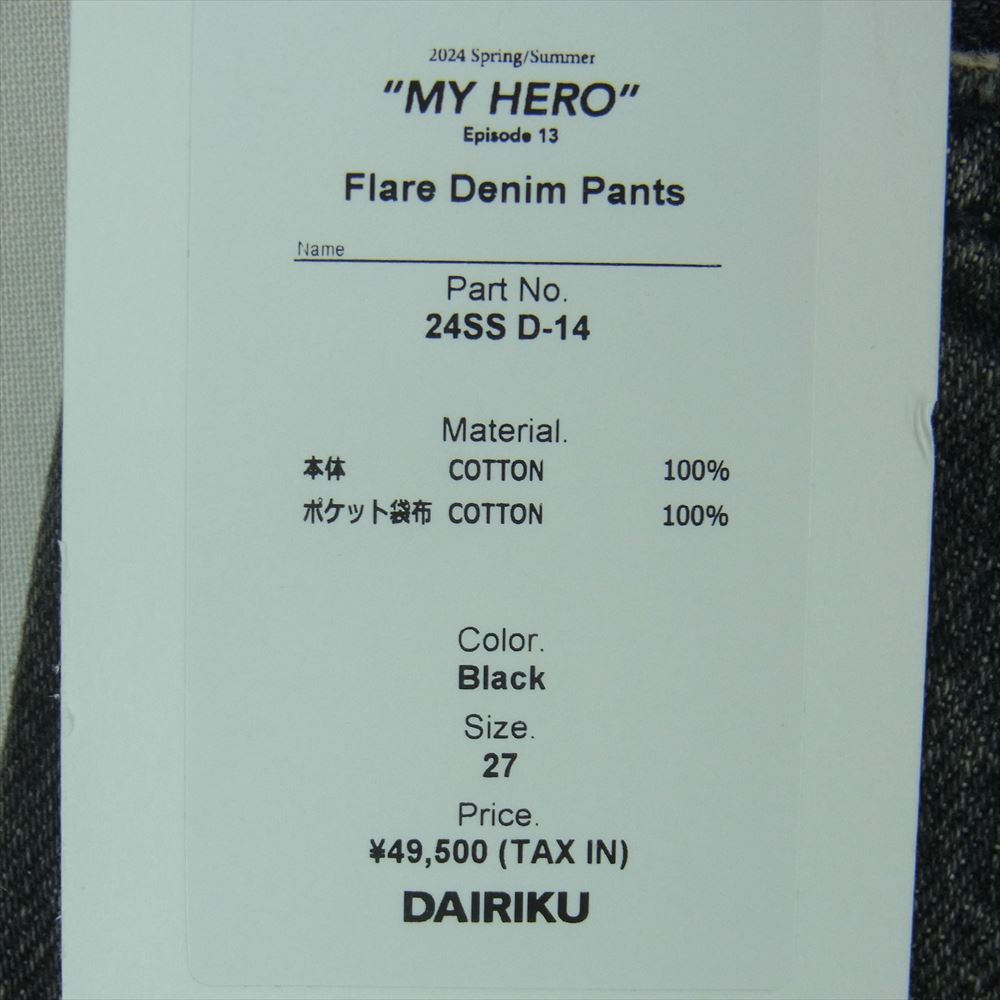 2024 Spring/Summer
"MY HERO"
Episode 13
Flare Denim Pants
Name
Part No.
24SS D-14
Material.
本体 COTTON 100%
ポケット袋布 COTTON 100%
Color.
Black
Size.
27
Price.
¥49,500 (TAX IN)
DAIRIKU